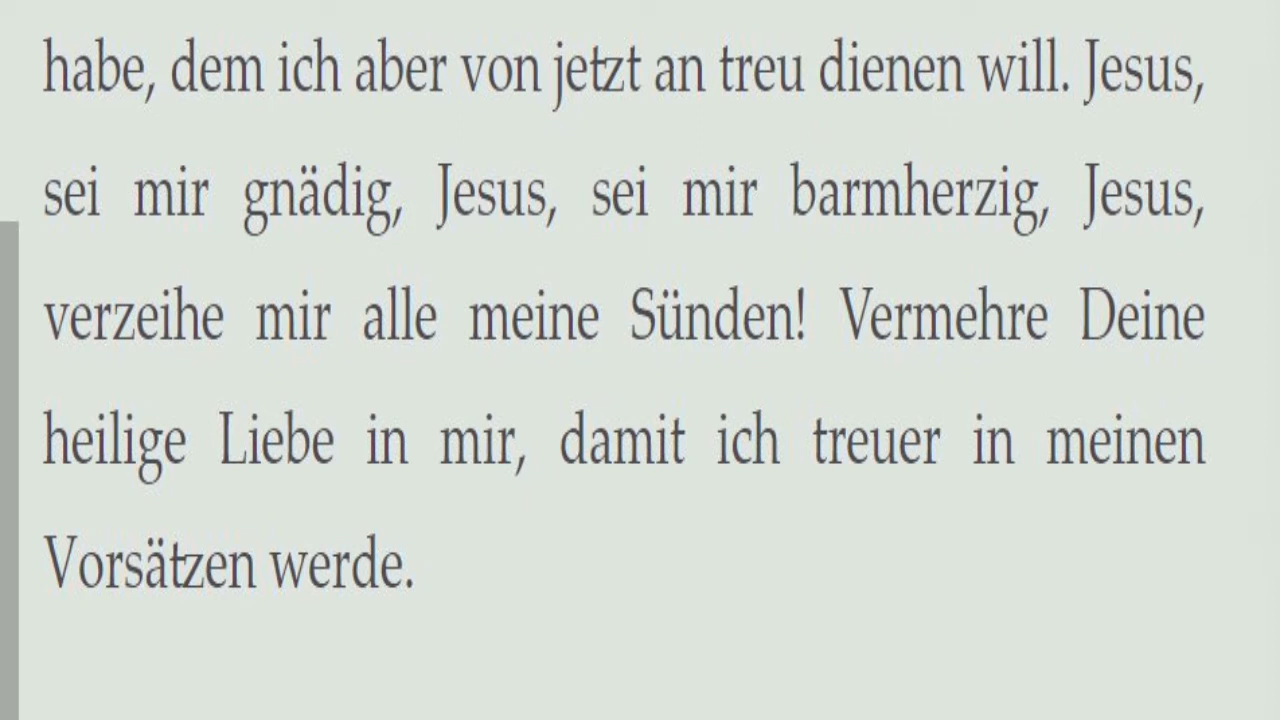 habe, dem ich aber von jetzt an treu dienen will. Jesus,
sei mir gnädig, Jesus, sei mir barmherzig, Jesus,
verzeihe mir alle meine Sünden! Vermehre Deine
heilige Liebe in mir, damit ich treuer in meinen
Vorsätzen werde.